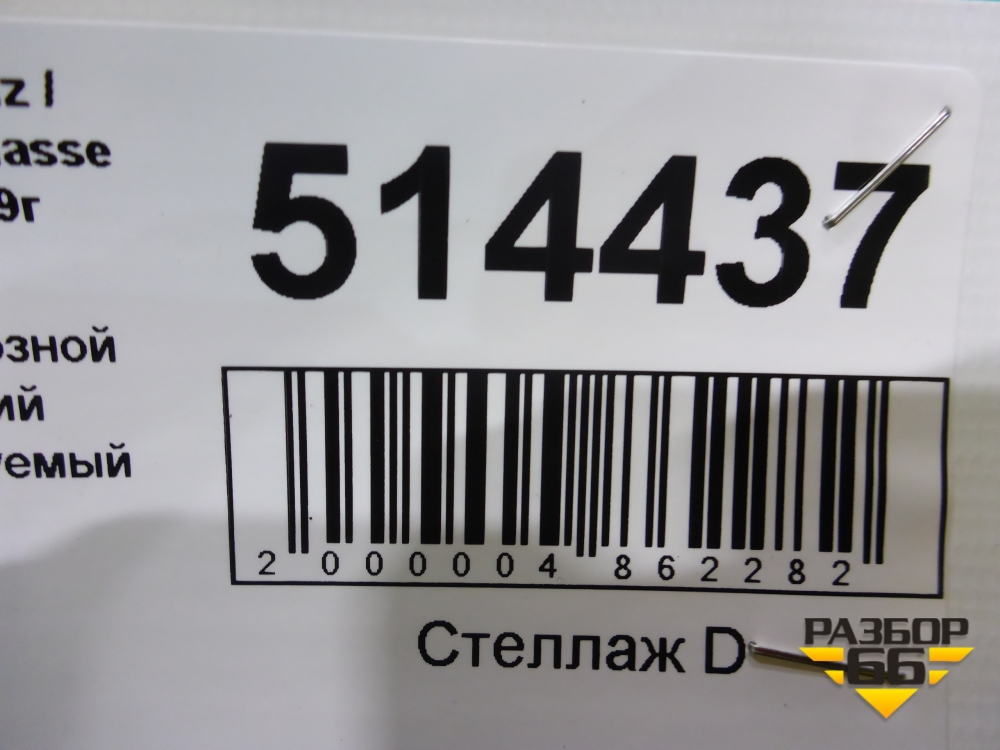 z I
asse
9г
514437
озной
ий
уемый
2 000004 862282
Стеллаж D
РАЗБОР
66